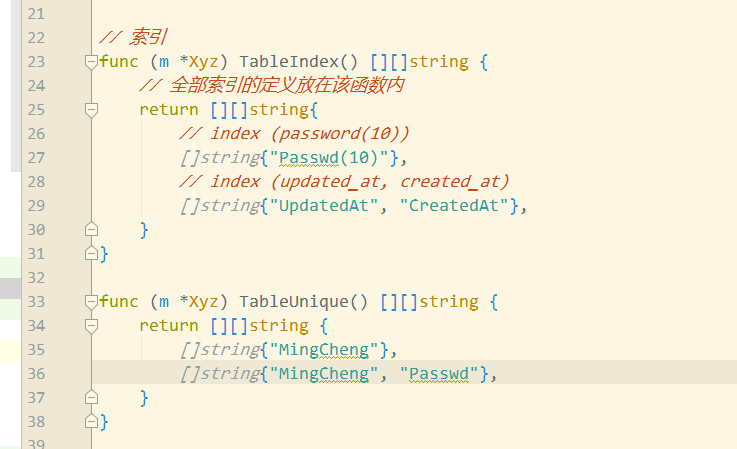 21
22 // 索引
23 func (m *Xyz) TableIndex() [][]string {
24 // 全部索引的定义放在该函数内
25 return [][]string{
26 // index (password(10))
27 []string{"Passwd(10)"},
28 // index (updated_at, created_at)
29 []string{"UpdatedAt", "CreatedAt"},
30 }
31 }
32
33 func (m *Xyz) TableUnique() [][]string {
34 return [][]string {
35 []string{"MingCheng"},
36 []string{"MingCheng", "Passwd"},
37 }
38 }
39